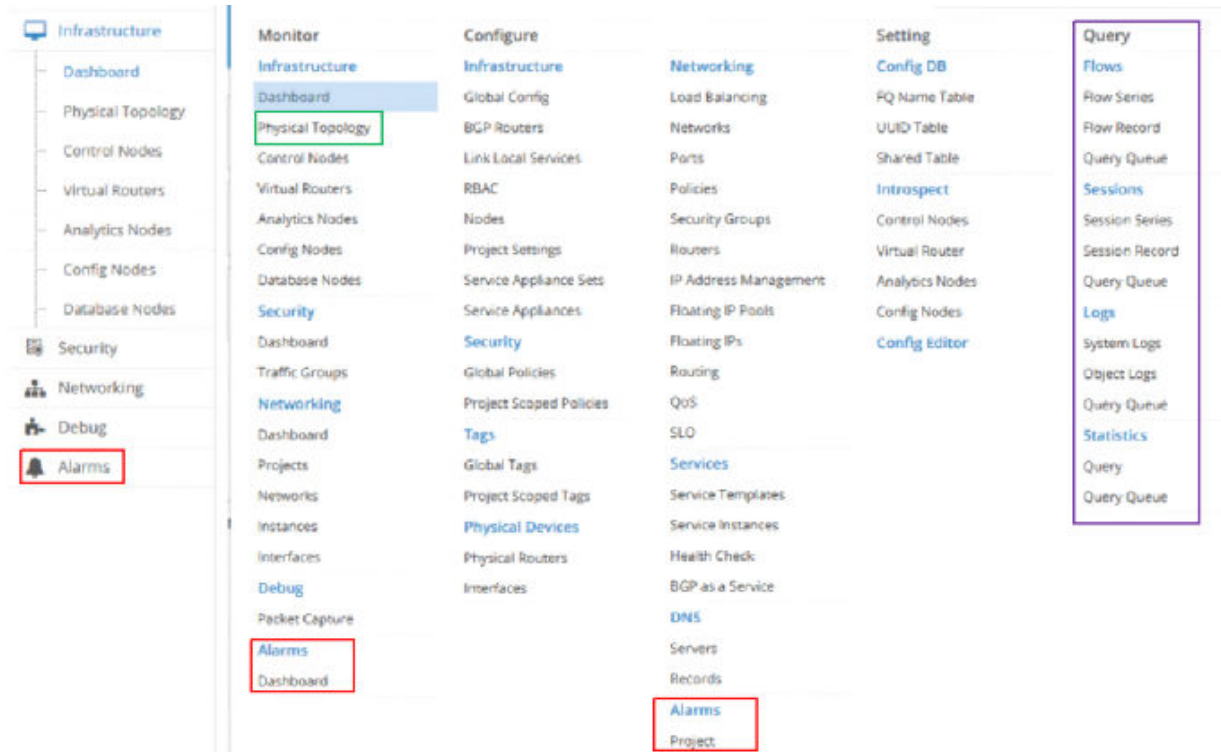 Infrastructure
Dashboard
Physical Topology
Control Nodes
Virtual Routers
Analytics Nodes
Config Nodes
Database Nodes
Security
Networking
Debug
Alarms
Monitor
Infrastructure
Dashboard
Physical Topology
Control Nodes
Virtual Routers
Analytics Nodes
Config Nodes
Database Nodes
Security
Dashboard
Traffic Groups
Networking
Dashboard
Projects
Networks
Instances
Interfaces
Debug
Packet Capture
Alarms
Dashboard
Configure
Infrastructure
Global Config
BGP Routers
Link Local Services
RBAC
Nodes
Project Settings
Service Appliance Sets
Service Appliances
Security
Global Policies
Project Scoped Policies
Tags
Global Tags
Project Scoped Tags
Physical Devices
Physical Routers
Interfaces
Networking
Load Balancing
Networks
Ports
Policies
Security Groups
Routers
IP Address Management
Floating IP Pools
Floating IPs
Routing
QoS
SLO
Services
Service Templates
Service Instances
Health Check
BGP as a Service
DNS
Servers
Records
Alarms
Project
Setting
Config DB
FQ Name Table
UUID Table
Shared Table
Introspect
Control Nodes
Virtual Router
Analytics Nodes
Config Nodes
Config Editor
Query
Flows
Flow Series
Flow Record
Query Queue
Sessions
Session Series
Session Record
Query Queue
Logs
System Logs
Object Logs
Query Queue
Statistics
Query
Query Queue